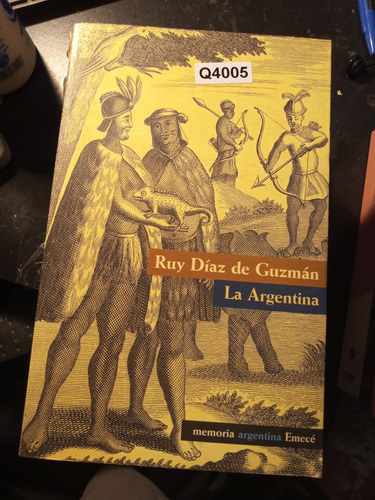 Q4005
Ruy Díaz de Guzmán
La Argentina
memoria argentina Emecé